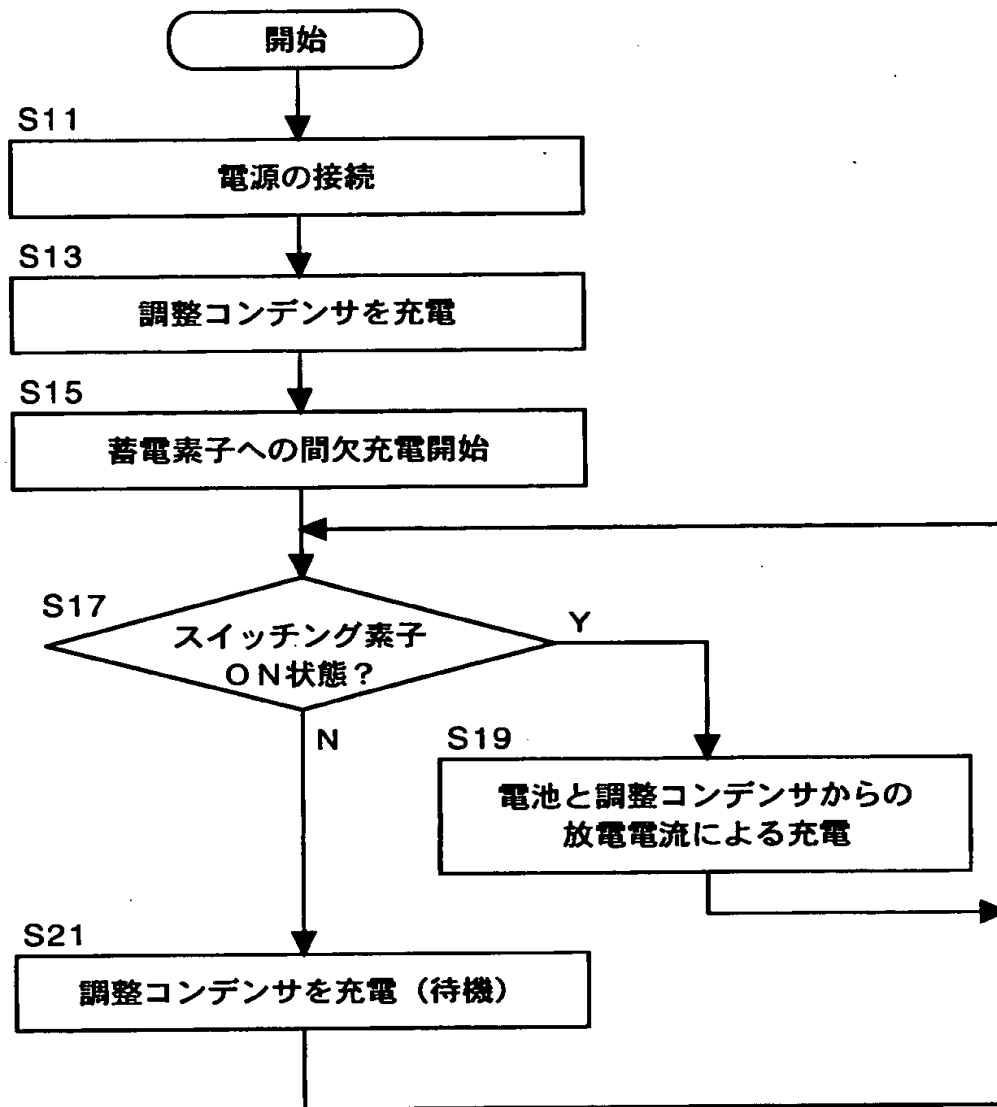 開始
S11
電源の接続
S13
調整コンデンサを充電
S15
蓄電素子への間欠充電開始
S17
スイッチング素子
ON状態？
Y
N
S19
電池と調整コンデンサからの
放電電流による充電
S21
調整コンデンサを充電（待機）